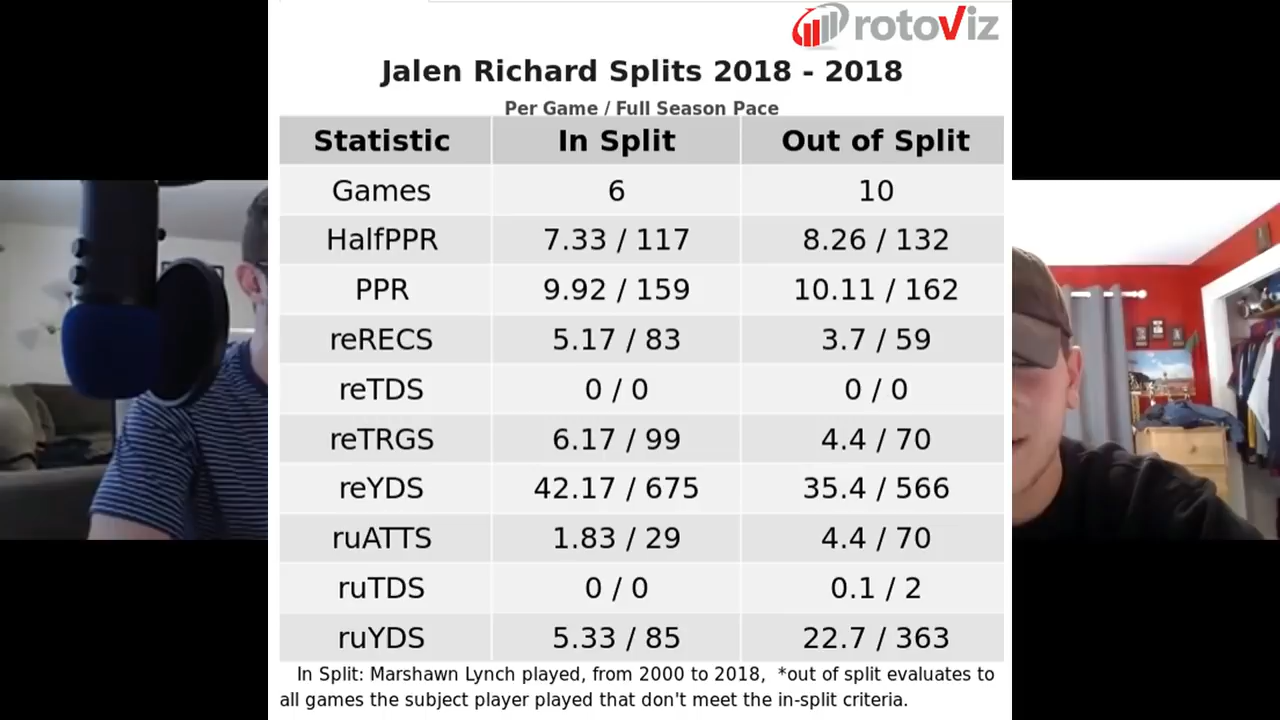 rotoViz
Jalen Richard Splits 2018 - 2018
Per Game / Full Season Pace
Statistic In Split Out of Split
Games 6 10
HalfPPR 7.33 / 117 8.26 / 132
PPR 9.92 / 159 10.11 / 162
reRECS 5.17 / 83 3.7 / 59
reTDS 0 / 0 0 / 0
reTRGS 6.17 / 99 4.4 / 70
reYDS 42.17 / 675 35.4 / 566
ruATTS 1.83 / 29 4.4 / 70
ruTDS 0 / 0 0.1 / 2
ruYDS 5.33 / 85 22.7 / 363
In Split: Marshawn Lynch played, from 2000 to 2018, *out of split evaluates to
all games the subject player played that don't meet the in-split criteria.